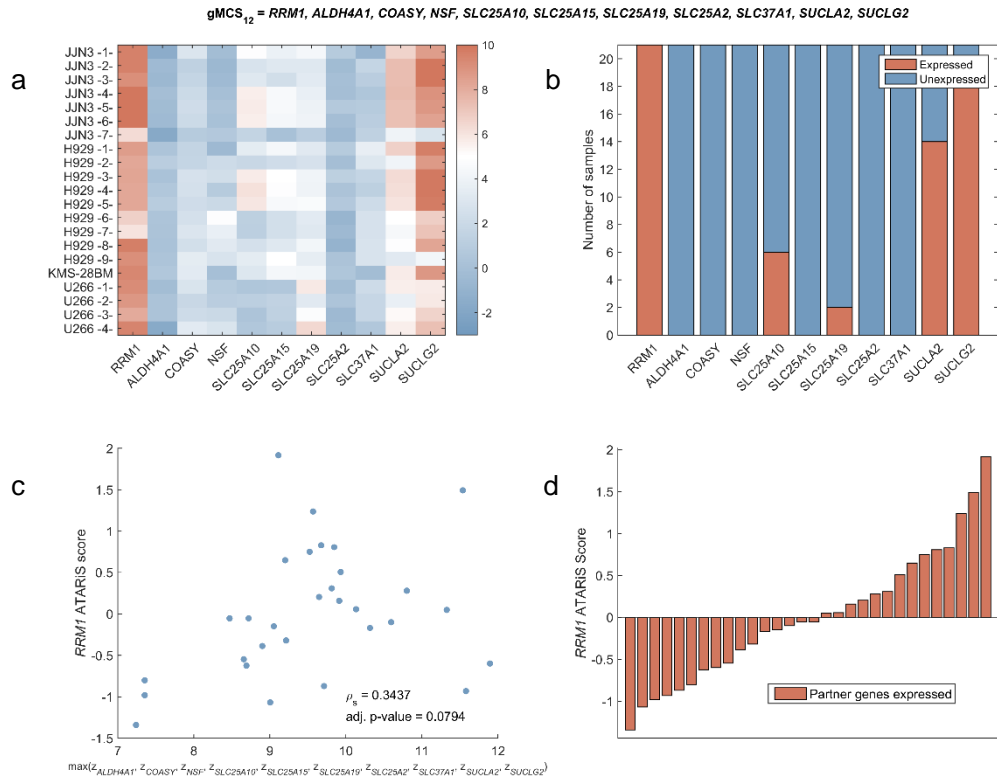 gMCS12 = RRM1, ALDH4A1, COASY, NSF, SLC25A10, SLC25A15, SLC25A19, SLC25A2, SLC37A1, SUCLA2, SUCLG2
a
JJN3 -1
JJN3 -2
JJN3 -3
JJN3 -4
JJN3 -5
JJN3 -6
JJN3 -7
H929 -1
H929 -2
H929 -3
H929 -4
H929 -5
H929 -6
H929 -7
H929 -8
H929 -9
KMS-28BM
U266 -1
U266 -2
U266 -3
U266 -4
RRM1
ALDH4A1
COASY
NSF
SLC25A10
SLC25A15
SLC25A19
SLC25A2
SLC37A1
SUCLA2
SUCLG2
10
8
6
4
2
0
-2
b
Number of samples
20
18
16
14
12
10
8
6
4
2
0
Expressed
Unexpressed
RRM1
ALDH4A1
COASY
NSF
SLC25A10
SLC25A15
SLC25A19
SLC25A2
SLC37A1
SUCLA2
SUCLG2
c
RRM1 ATARiS score
2
1.5
1
0.5
0
-0.5
-1
-1.5
7 8 9 10 11 12
ρs = 0.3437
adj. p-value = 0.0794
max(zALDH4A1, zCOASY, zNSF, zSLC25A10, zSLC25A15, zSLC25A19, zSLC25A2, zSLC37A1, zSUCLA2, zSUCLG2)
d
RRM1 ATARiS Score
2
1.5
1
0.5
0
-0.5
-1
Partner genes expressed